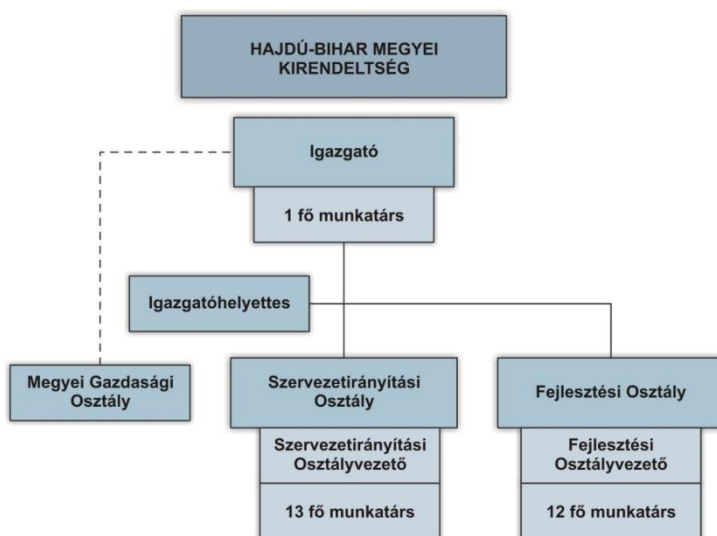 HAJDÚ-BIHAR MEGYEI
KIRENDELTSÉG
Igazgató
1 fő munkatárs
Igazgatóhelyettes
Megyei Gazdasági
Osztály
Szervezetirányítási
Osztály
Szervezetirányítási
Osztályvezető
13 fő munkatárs
Fejlesztési Osztály
Fejlesztési
Osztályvezető
12 fő munkatárs